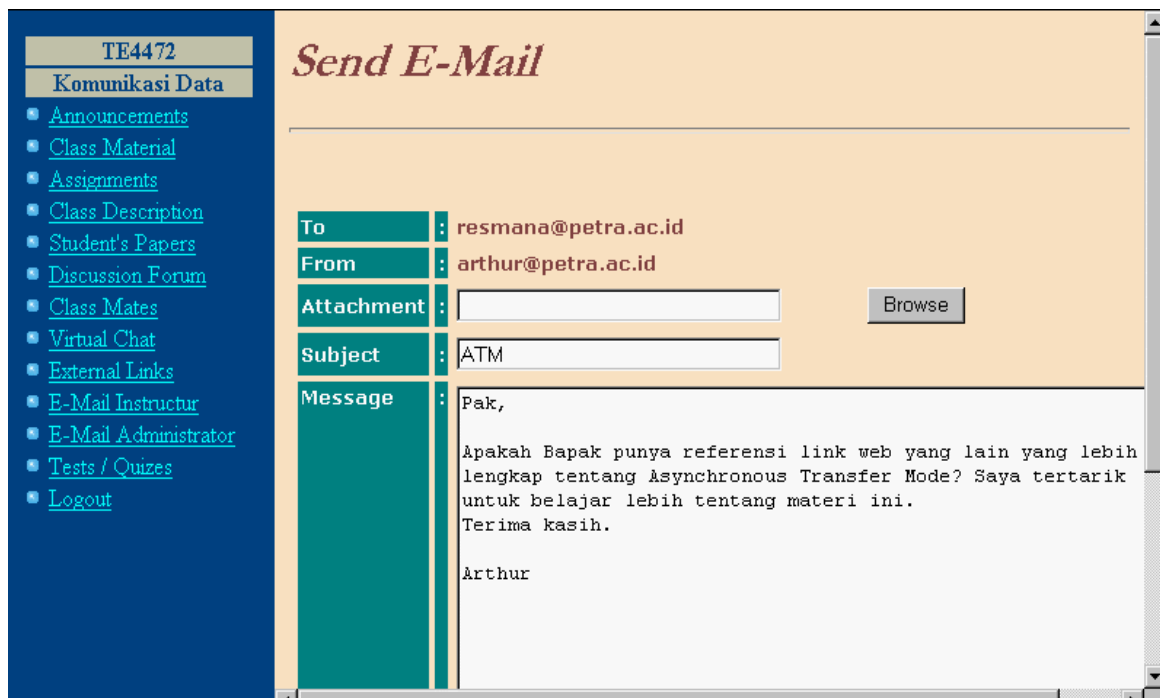 TE4472
Komunikasi Data
Announcements
Class Material
Assignments
Class Description
Student's Papers
Discussion Forum
Class Mates
Virtual Chat
External Links
E-Mail Instructur
E-Mail Administrator
Tests / Quizes
Logout
Send E-Mail
To : resmana@petra.ac.id
From : arthur@petra.ac.id
Attachment : Browse
Subject : ATM
Message :
Pak,
Apakah Bapak punya referensi link web yang lain yang lebih
lengkap tentang Asynchronous Transfer Mode? Saya tertarik
untuk belajar lebih tentang materi ini.
Terima kasih.
Arthur